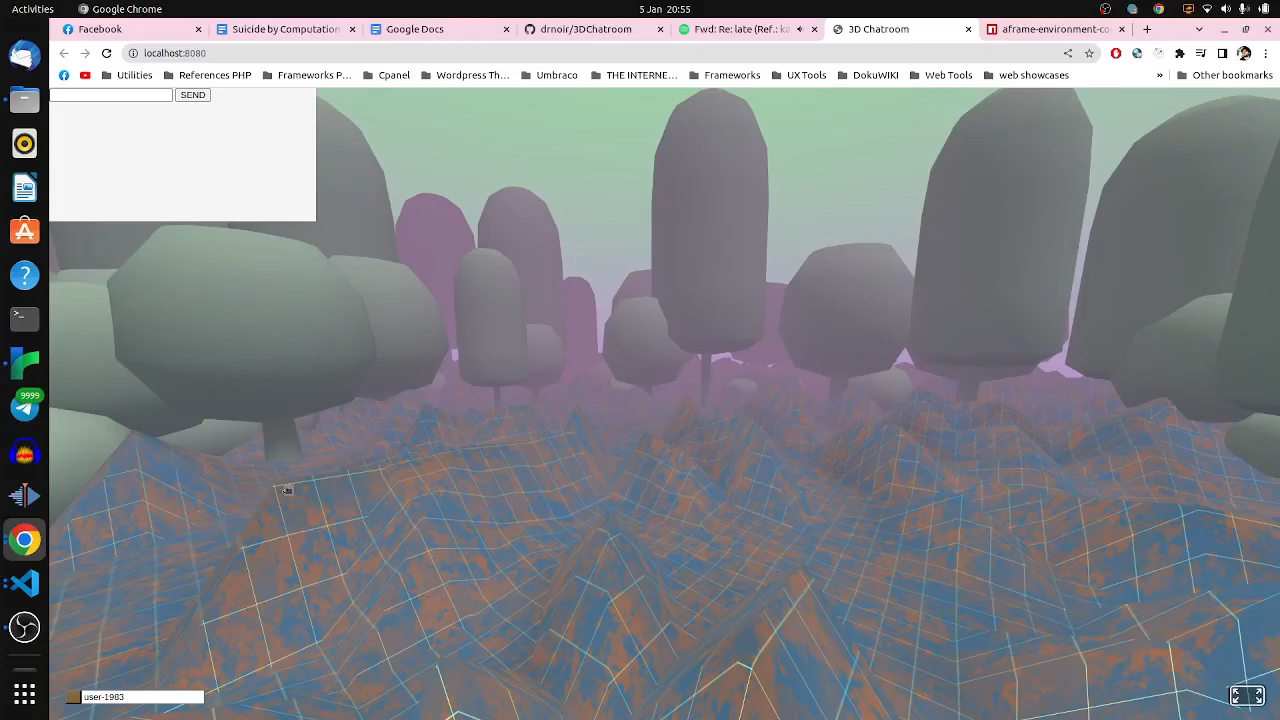 Activities
Google Chrome
5 Jan 20:55
Facebook
Suicide by Computation
Google Docs
drnoir/3DChatroom
Fwd: Re: late (Ref.: ka
3D Chatroom
aframe-environment-co
localhost:8080
Utilities
References PHP
Frameworks P...
Cpanel
Wordpress Th...
Umbraco
THE INTERNE...
Frameworks
UX Tools
DokuWIKI
Web Tools
web showcases
»
Other bookmarks
SEND
9999
user-1983